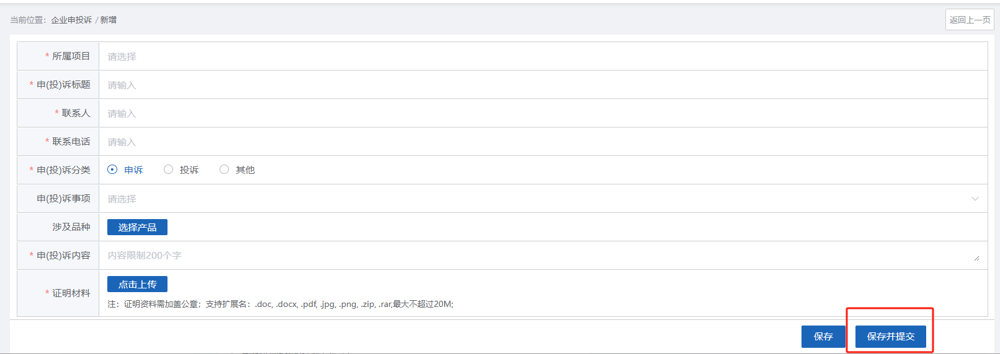 当前位置：企业申投诉 / 新增
返回上一页
* 所属项目 请选择
* 申(投)诉标题 请输入
* 联系人 请输入
* 联系电话 请输入
* 申(投)诉分类 申诉 投诉 其他
申(投)诉事项 请选择
涉及品种 选择产品
* 申(投)诉内容 内容限制200个字
* 证明材料 点击上传
注：证明资料需加盖公章；支持扩展名：.doc, .docx, .pdf, .jpg, .png, .zip, .rar,最大不超过20M;
保存 保存并提交